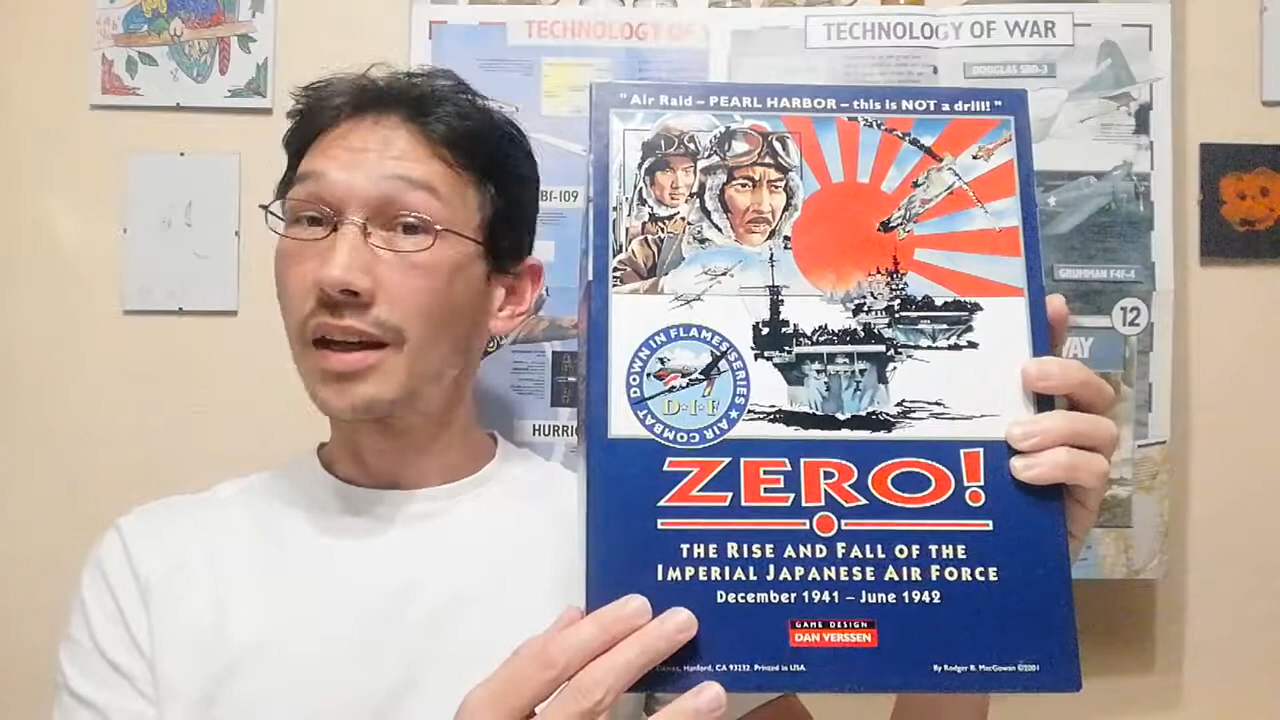 TECHNOLOGY OF
TECHNOLOGY OF WAR
DOUGLAS SBD-3
BF-109
GRUMMAN F4F-4
12
HURRIC
"Air Raid – PEARL HARBOR – this is NOT a drill!"
DOWN IN FLAMES SERIES ★ AIR COMBAT
D·I·F
ZERO!
THE RISE AND FALL OF THE
IMPERIAL JAPANESE AIR FORCE
December 1941 – June 1942
GAME DESIGN
DAN VERSSEN
Games, Hanford, CA 93232. Printed in USA.
By Rodger B. MacGowan ©2001